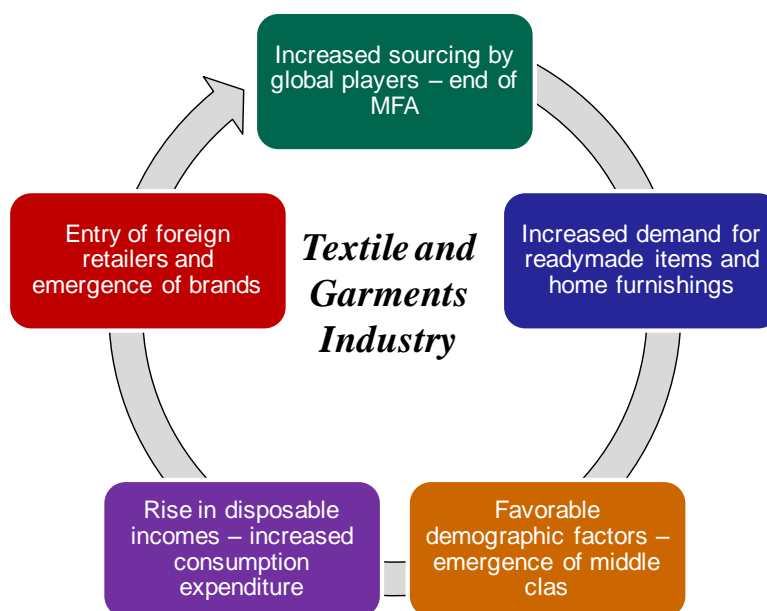 Increased sourcing by
global players – end of
MFA
Increased demand for
readymade items and
home furnishings
Favorable
demographic factors –
emergence of middle
clas
Rise in disposable
incomes – increased
consumption
expenditure
Entry of foreign
retailers and
emergence of brands
Textile and
Garments
Industry